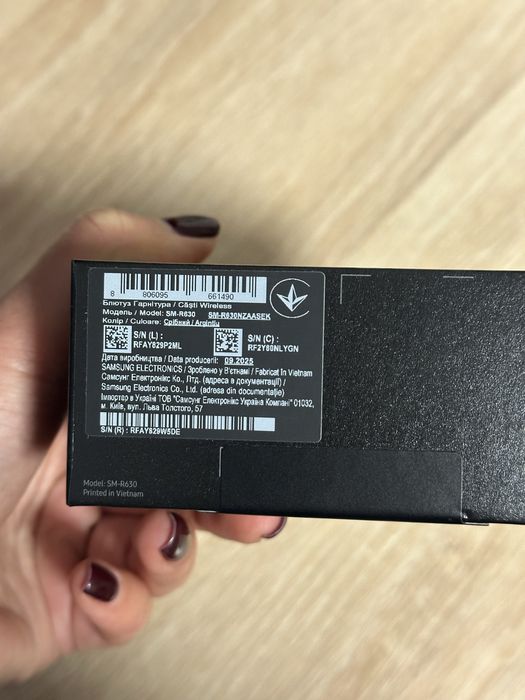 8 806095 661490
Блютуз Гарнітура / Căști Wireless
Модель / Model: SM-R630 SM-R630NZAASEK
Колір / Culoare: Срібний / Argintiu
S/N (L) :
RFAY829P2ML
S/N (C) :
RF2Y80NLYGN
Дата виробництва / Data producerii: 09.2025
SAMSUNG ELECTRONICS / Зроблено у В'єтнамі / Fabricat în Vietnam
Самсунг Електронікс Ко., Лтд. (адреса в документації) /
Samsung Electronics Co., Ltd. (adresa din documentație)
Імпортер в Україні ТОВ "Самсунг Електронікс Україна Компані" 01032,
м. Київ, вул. Льва Толстого, 57
S/N (R) : RFAY829W5DE
Model: SM-R630
Printed in Vietnam